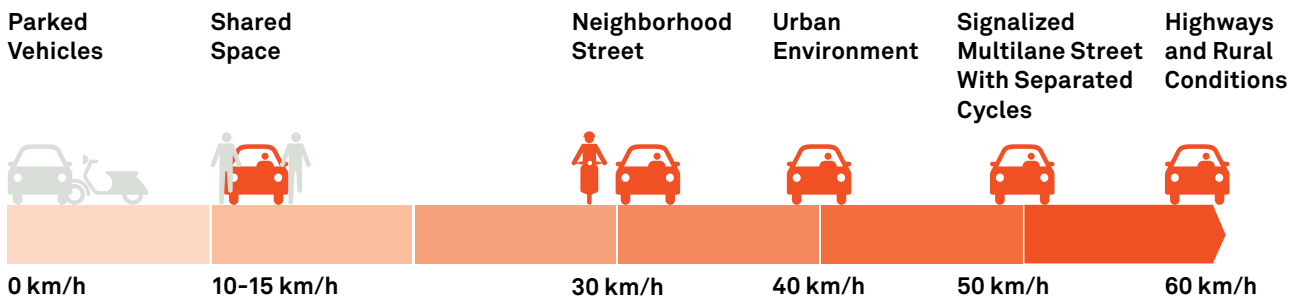 Parked
Vehicles
Shared
Space
Neighborhood
Street
Urban
Environment
Signalized
Multilane Street
With Separated
Cycles
Highways
and Rural
Conditions
0 km/h
10-15 km/h
30 km/h
40 km/h
50 km/h
60 km/h